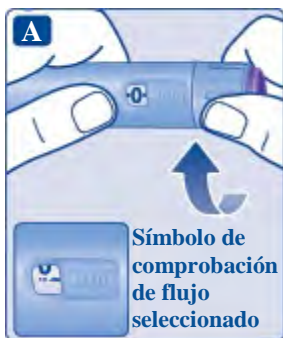 A
0
Símbolo de
comprobación
de flujo
seleccionado